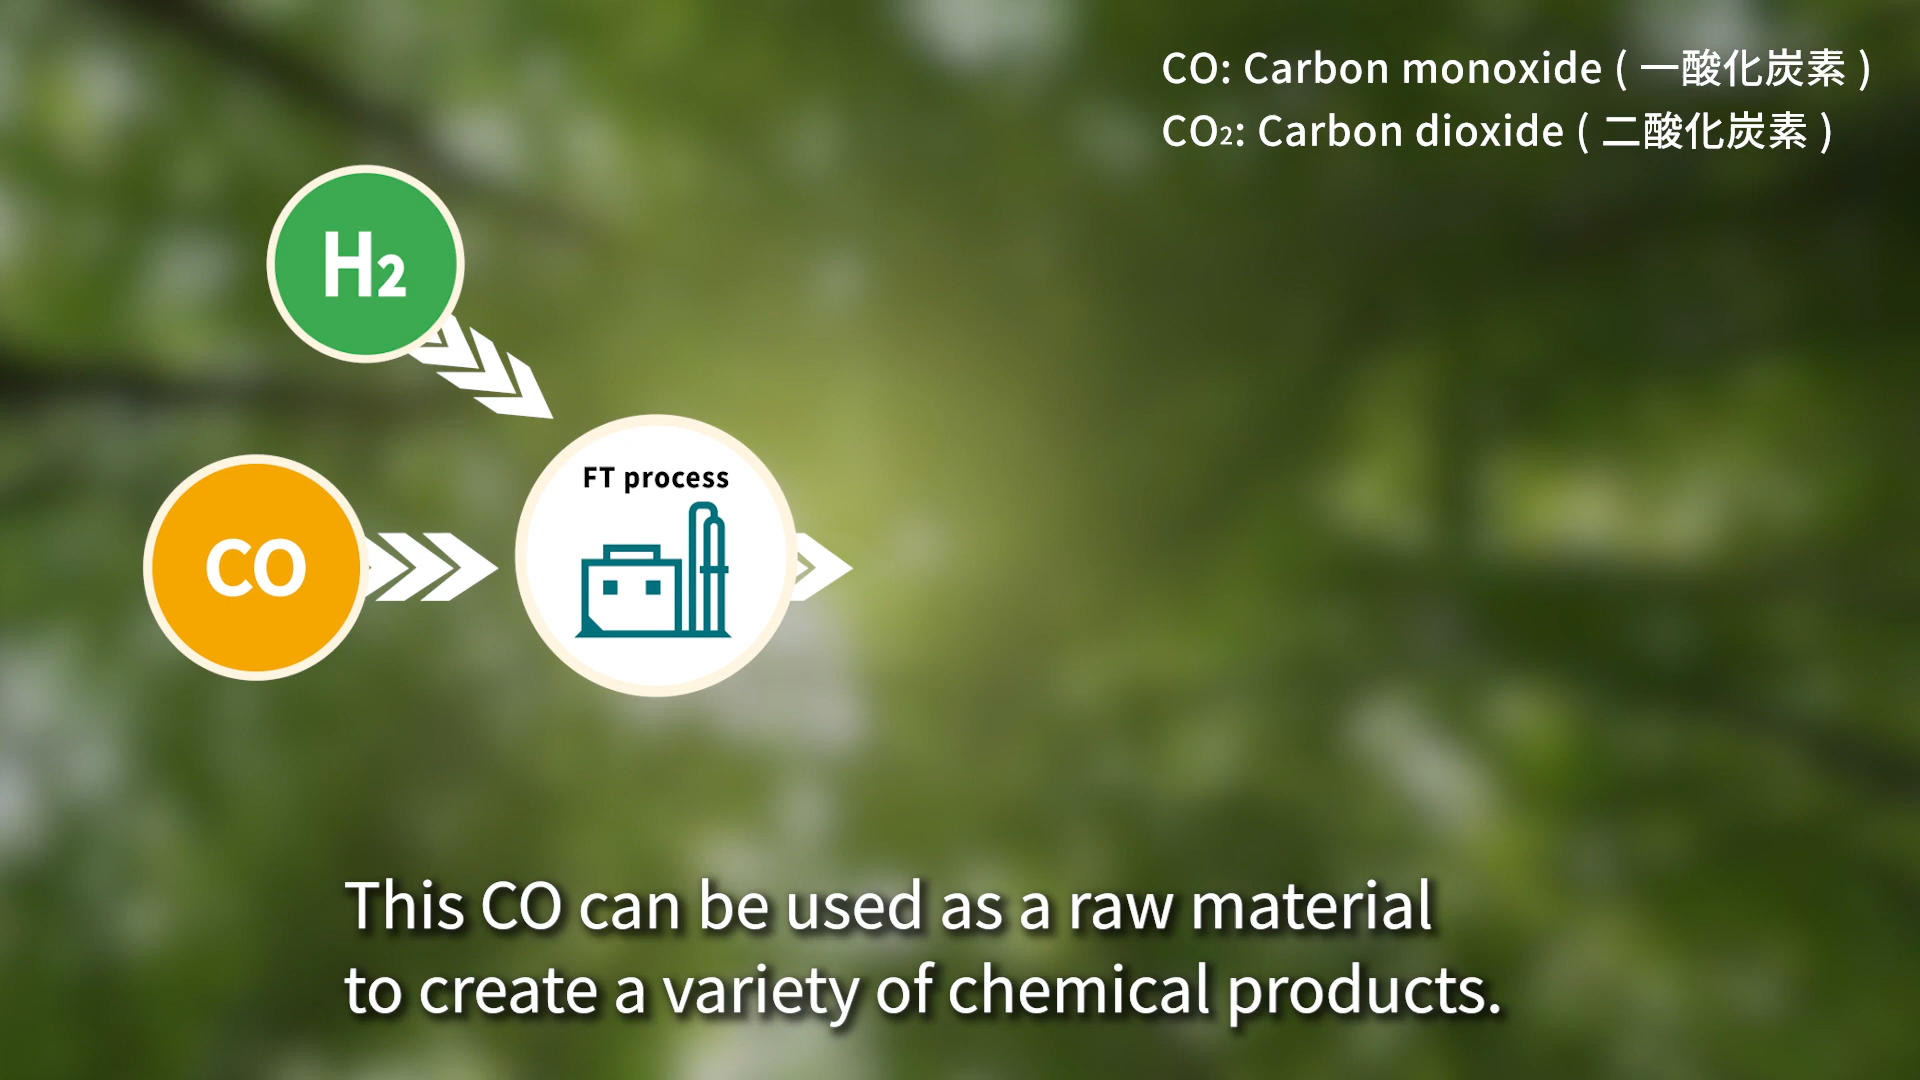 CO: Carbon monoxide ( 一酸化炭素 )
CO₂: Carbon dioxide ( 二酸化炭素 )
H₂
FT process
CO
This CO can be used as a raw material
to create a variety of chemical products.